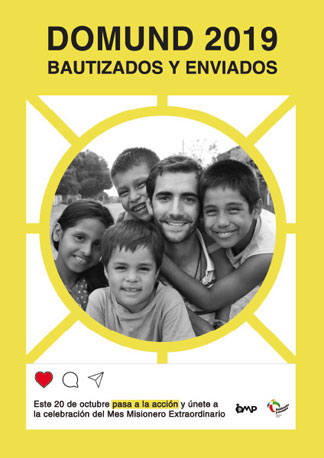 DOMUND 2019
BAUTIZADOS Y ENVIADOS
Este 20 de octubre pasa a la acción y únete a
la celebración del Mes Misionero Extraordinario
omp